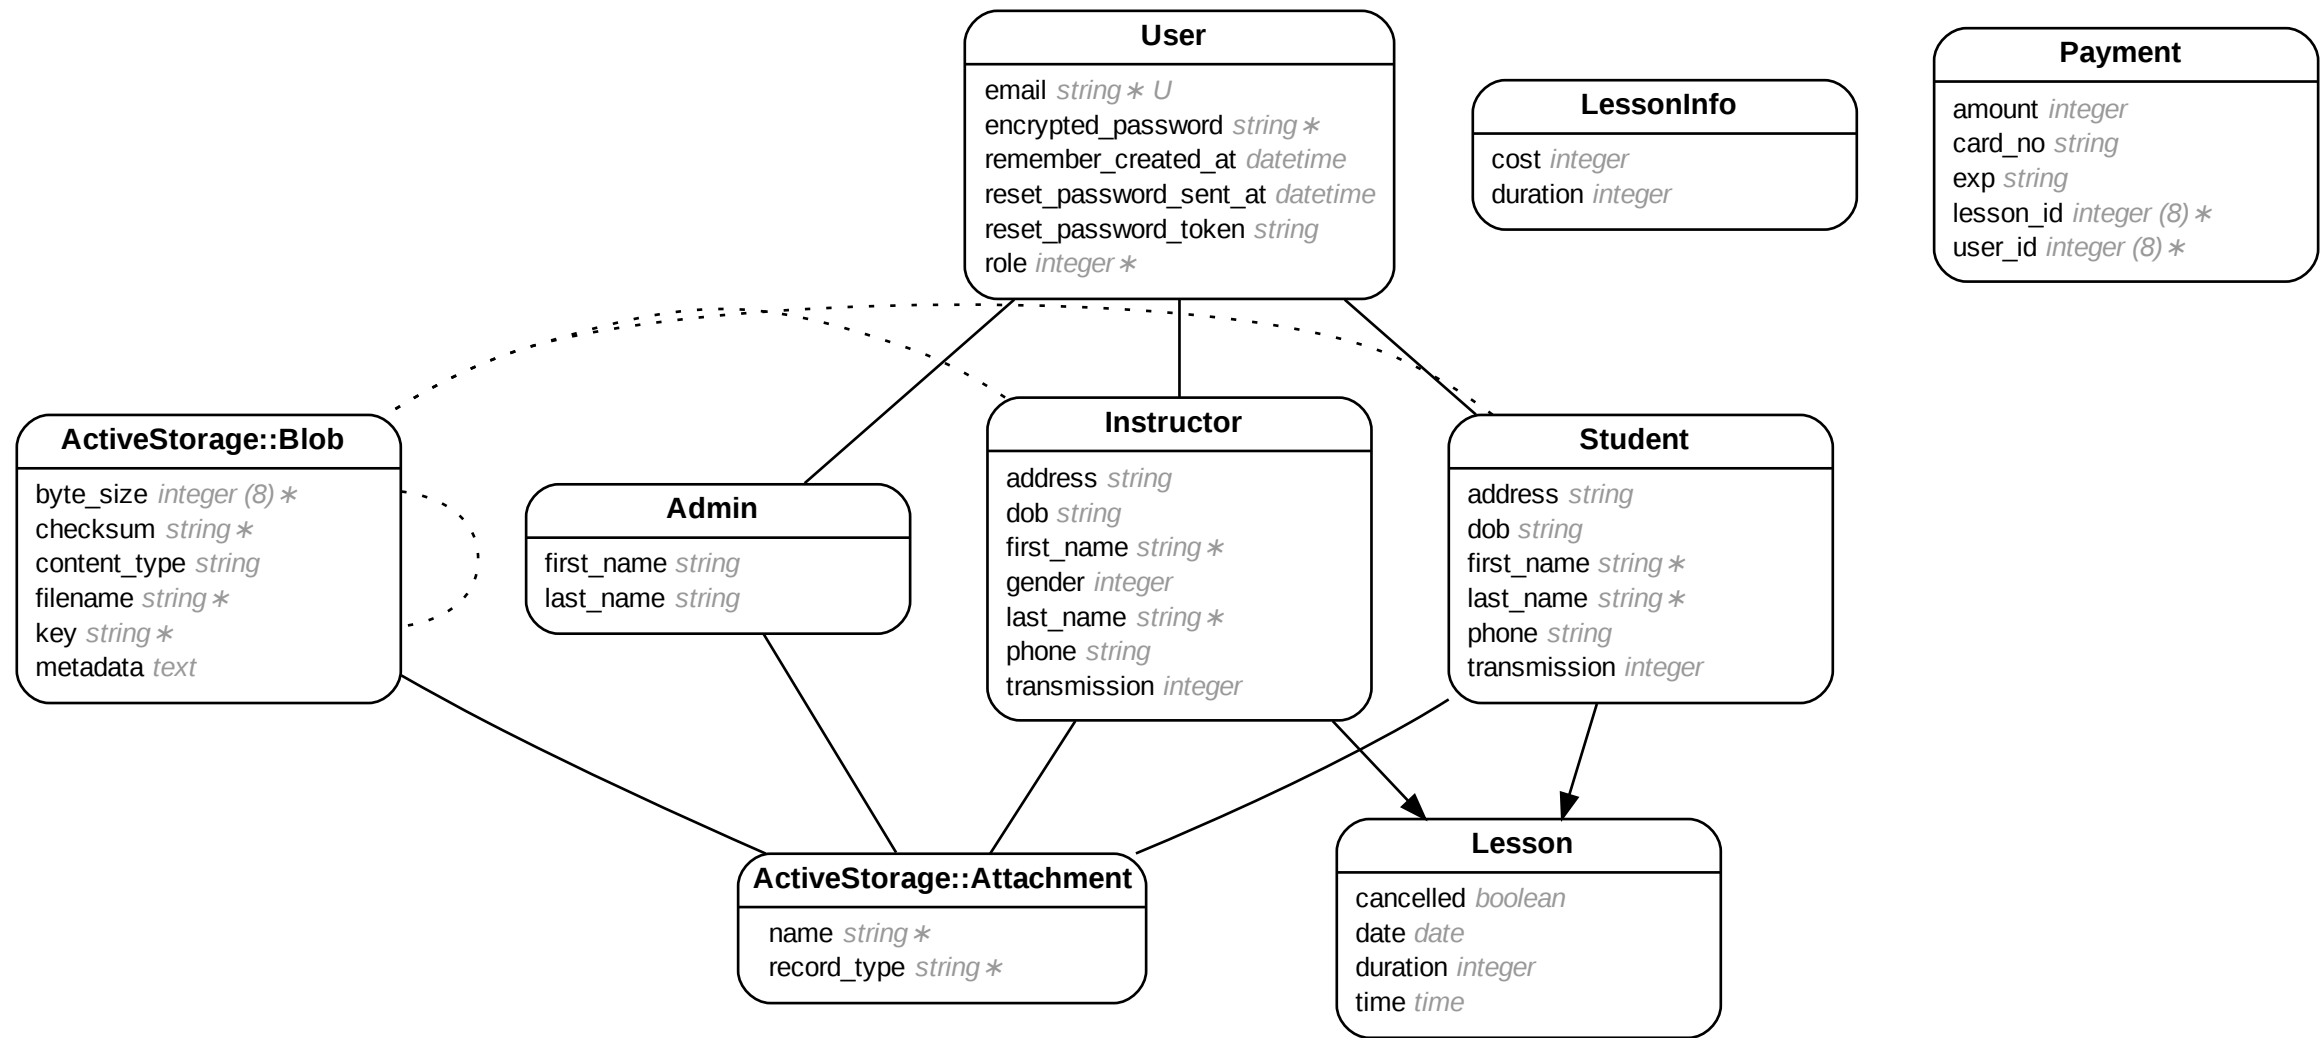 User
email string∗ U
encrypted_password string∗
remember_created_at datetime
reset_password_sent_at datetime
reset_password_token string
role integer∗
LessonInfo
cost integer
duration integer
Payment
amount integer
card_no string
exp string
lesson_id integer (8)∗
user_id integer (8)∗
ActiveStorage::Blob
byte_size integer (8)∗
checksum string∗
content_type string
filename string∗
key string∗
metadata text
Admin
first_name string
last_name string
Instructor
address string
dob string
first_name string∗
gender integer
last_name string∗
phone string
transmission integer
Student
address string
dob string
first_name string∗
last_name string∗
phone string
transmission integer
ActiveStorage::Attachment
name string∗
record_type string∗
Lesson
cancelled boolean
date date
duration integer
time time